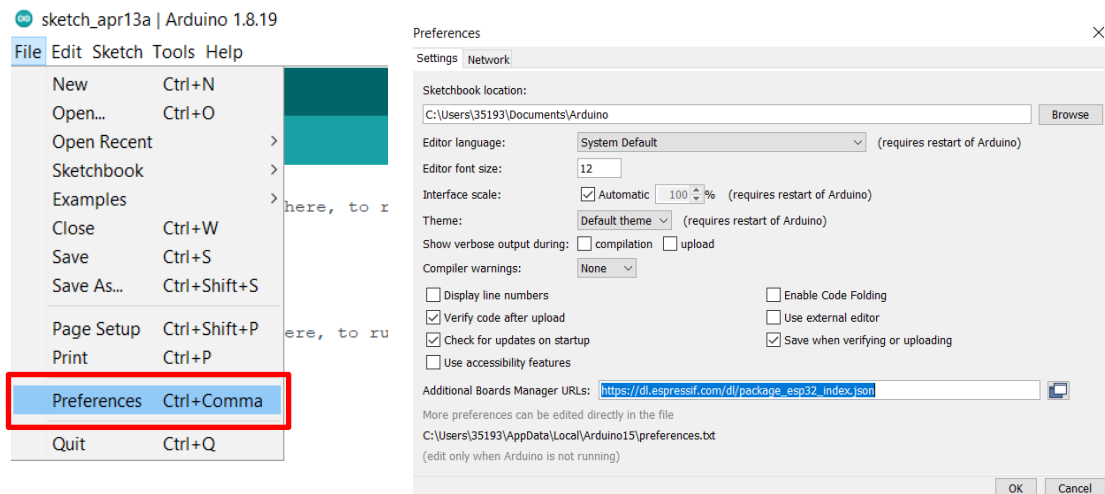 sketch_apr13a | Arduino 1.8.19
File Edit Sketch Tools Help
New Ctrl+N
Open... Ctrl+O
Open Recent >
Sketchbook >
Examples >
Close Ctrl+W
Save Ctrl+S
Save As... Ctrl+Shift+S
Page Setup Ctrl+Shift+P
Print Ctrl+P
Preferences Ctrl+Comma
Quit Ctrl+Q
here, to r
ere, to ru
Preferences
Settings Network
Sketchbook location:
C:\Users\35193\Documents\Arduino Browse
Editor language: System Default (requires restart of Arduino)
Editor font size: 12
Interface scale: Automatic 100 % (requires restart of Arduino)
Theme: Default theme (requires restart of Arduino)
Show verbose output during: compilation upload
Compiler warnings: None
Display line numbers Enable Code Folding
Verify code after upload Use external editor
Check for updates on startup Save when verifying or uploading
Use accessibility features
Additional Boards Manager URLs: https://dl.espressif.com/dl/package_esp32_index.json
More preferences can be edited directly in the file
C:\Users\35193\AppData\Local\Arduino15\preferences.txt
(edit only when Arduino is not running)
OK Cancel